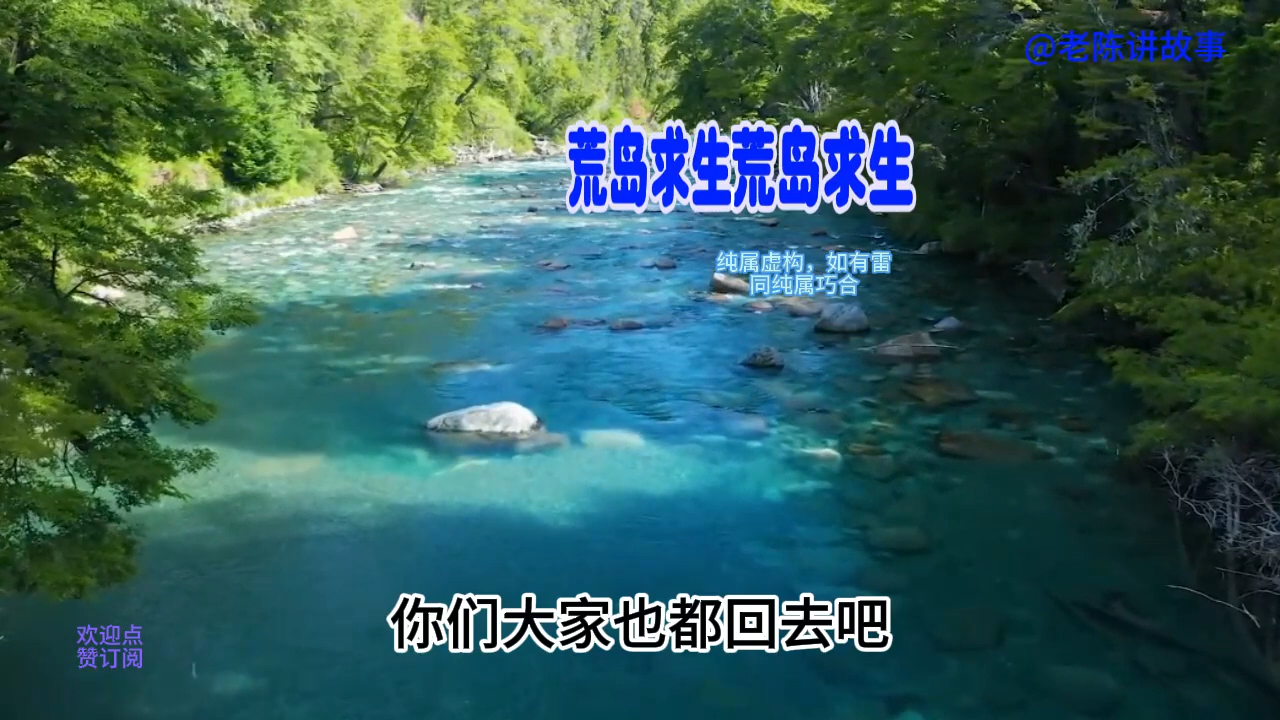 @老陈讲故事
荒岛求生荒岛求生
纯属虚构，如有雷
同纯属巧合
你们大家也都回去吧
欢迎点
赞订阅